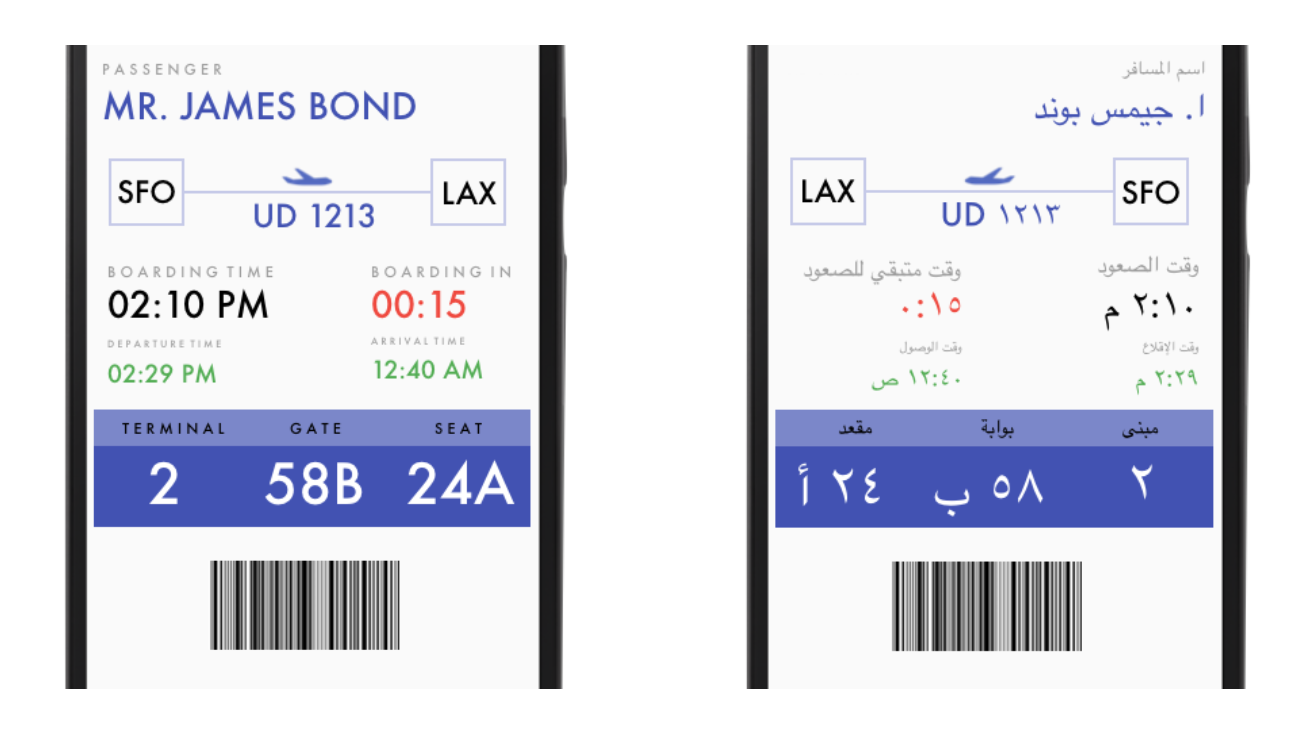 PASSENGER
MR. JAMES BOND
SFO LAX
UD 1213
BOARDING TIME BOARDING IN
02:10 PM 00:15
DEPARTURE TIME ARRIVAL TIME
02:29 PM 12:40 AM
TERMINAL GATE SEAT
2 58B 24A
اسم المسافر
ا. جيمس بوند
SFO LAX
UD ١٢١٣
وقت الصعود وقت متبقي للصعود
٢:١٠ م ٠:١٥
وقت الإقلاع وقت الوصول
٢:٢٩ م ١٢:٤٠ ص
مبنى بوابة مقعد
٢ ٥٨ ب ٢٤ أ